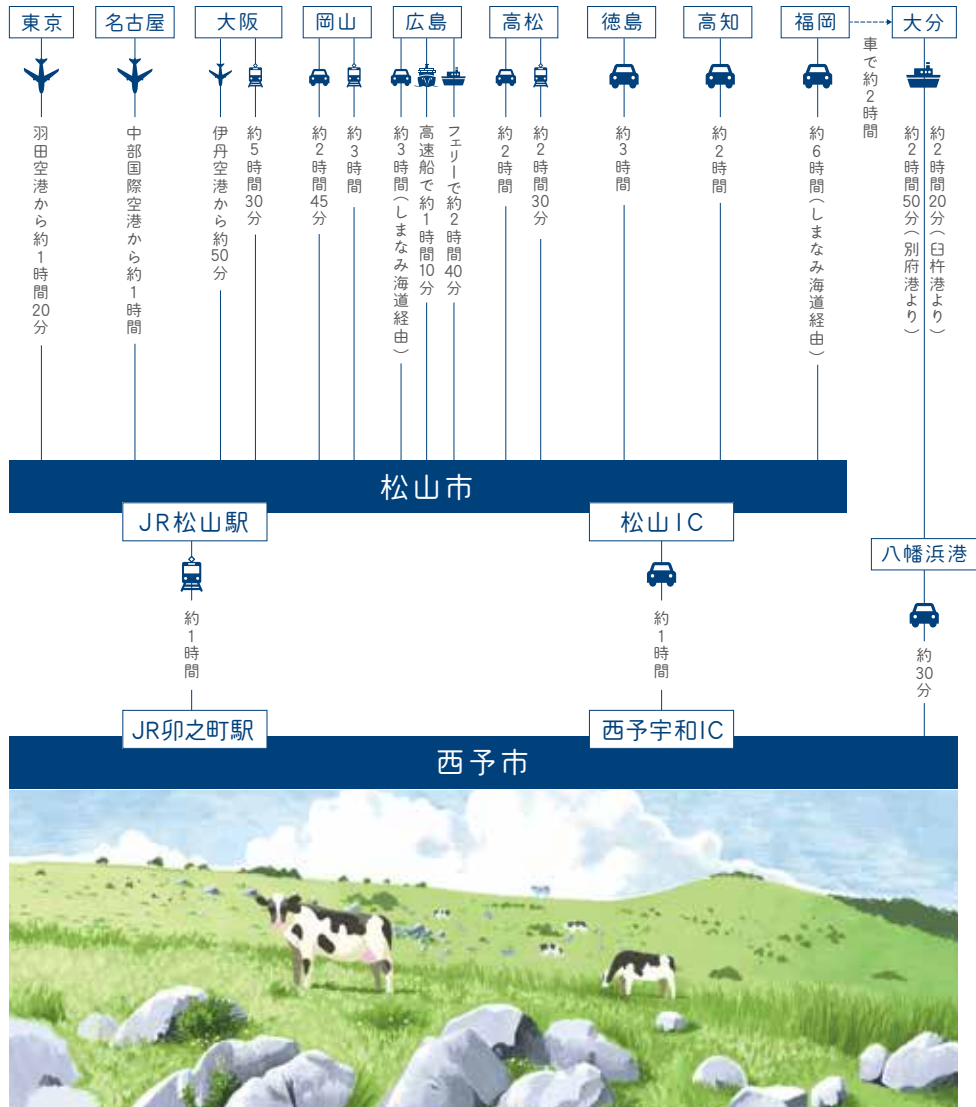 東京
名古屋
大阪
岡山
広島
高松
徳島
高知
福岡
大分
車で約2時間
羽田空港から約1時間20分
中部国際空港から約1時間
伊丹空港から約50分
約5時間30分
約2時間45分
約3時間
約3時間(しまなみ海道経由)
高速船で約1時間10分
フェリーで約2時間40分
約2時間
約2時間30分
約3時間
約2時間
約6時間(しまなみ海道経由)
約2時間50分(別府港より)
約2時間20分(臼杵港より)
松山市
JR松山駅
松山IC
八幡浜港
約1時間
約1時間
約30分
JR卯之町駅
西予宇和IC
西予市